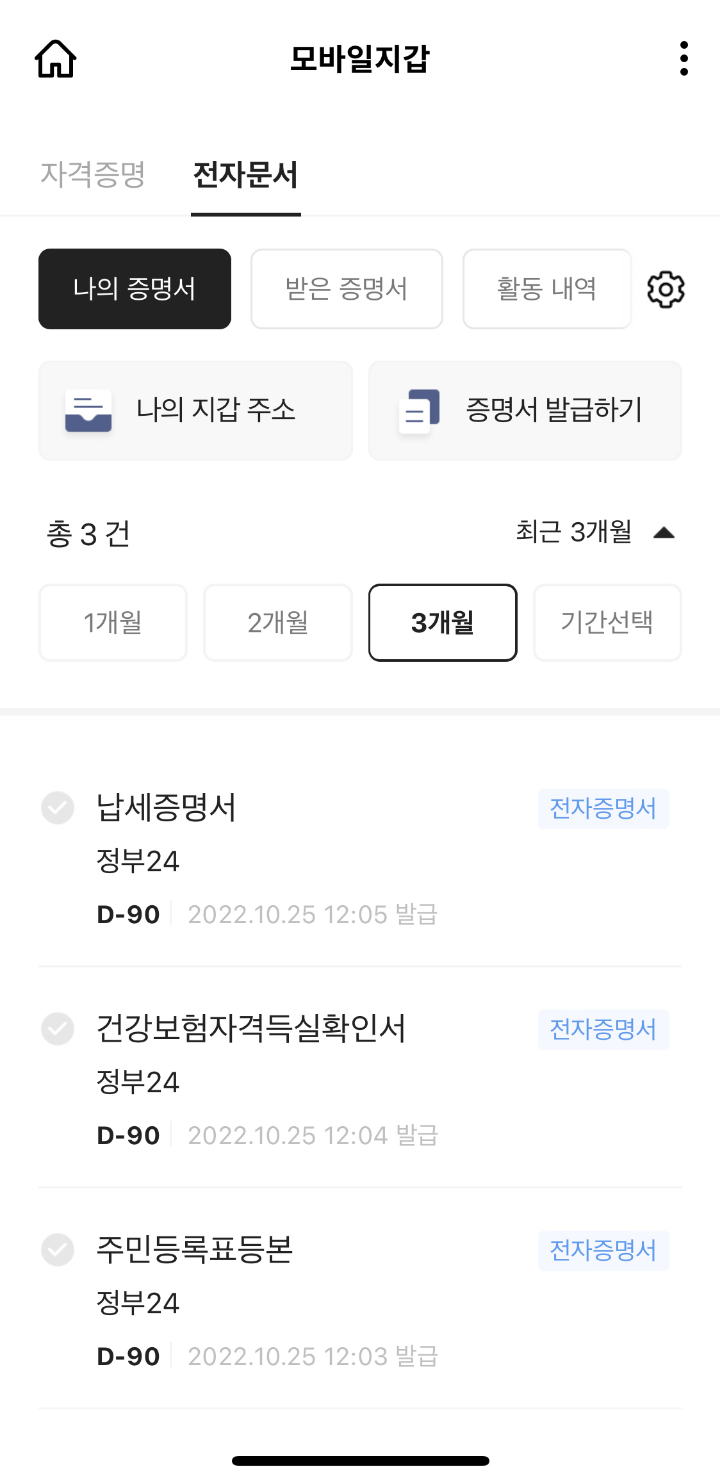 모바일지갑
자격증명 전자문서
나의 증명서 받은 증명서 활동 내역
나의 지갑 주소 증명서 발급하기
총 3 건 최근 3개월
1개월 2개월 3개월 기간선택
납세증명서 전자증명서
정부24
D-90 2022.10.25 12:05 발급
건강보험자격득실확인서 전자증명서
정부24
D-90 2022.10.25 12:04 발급
주민등록표등본 전자증명서
정부24
D-90 2022.10.25 12:03 발급